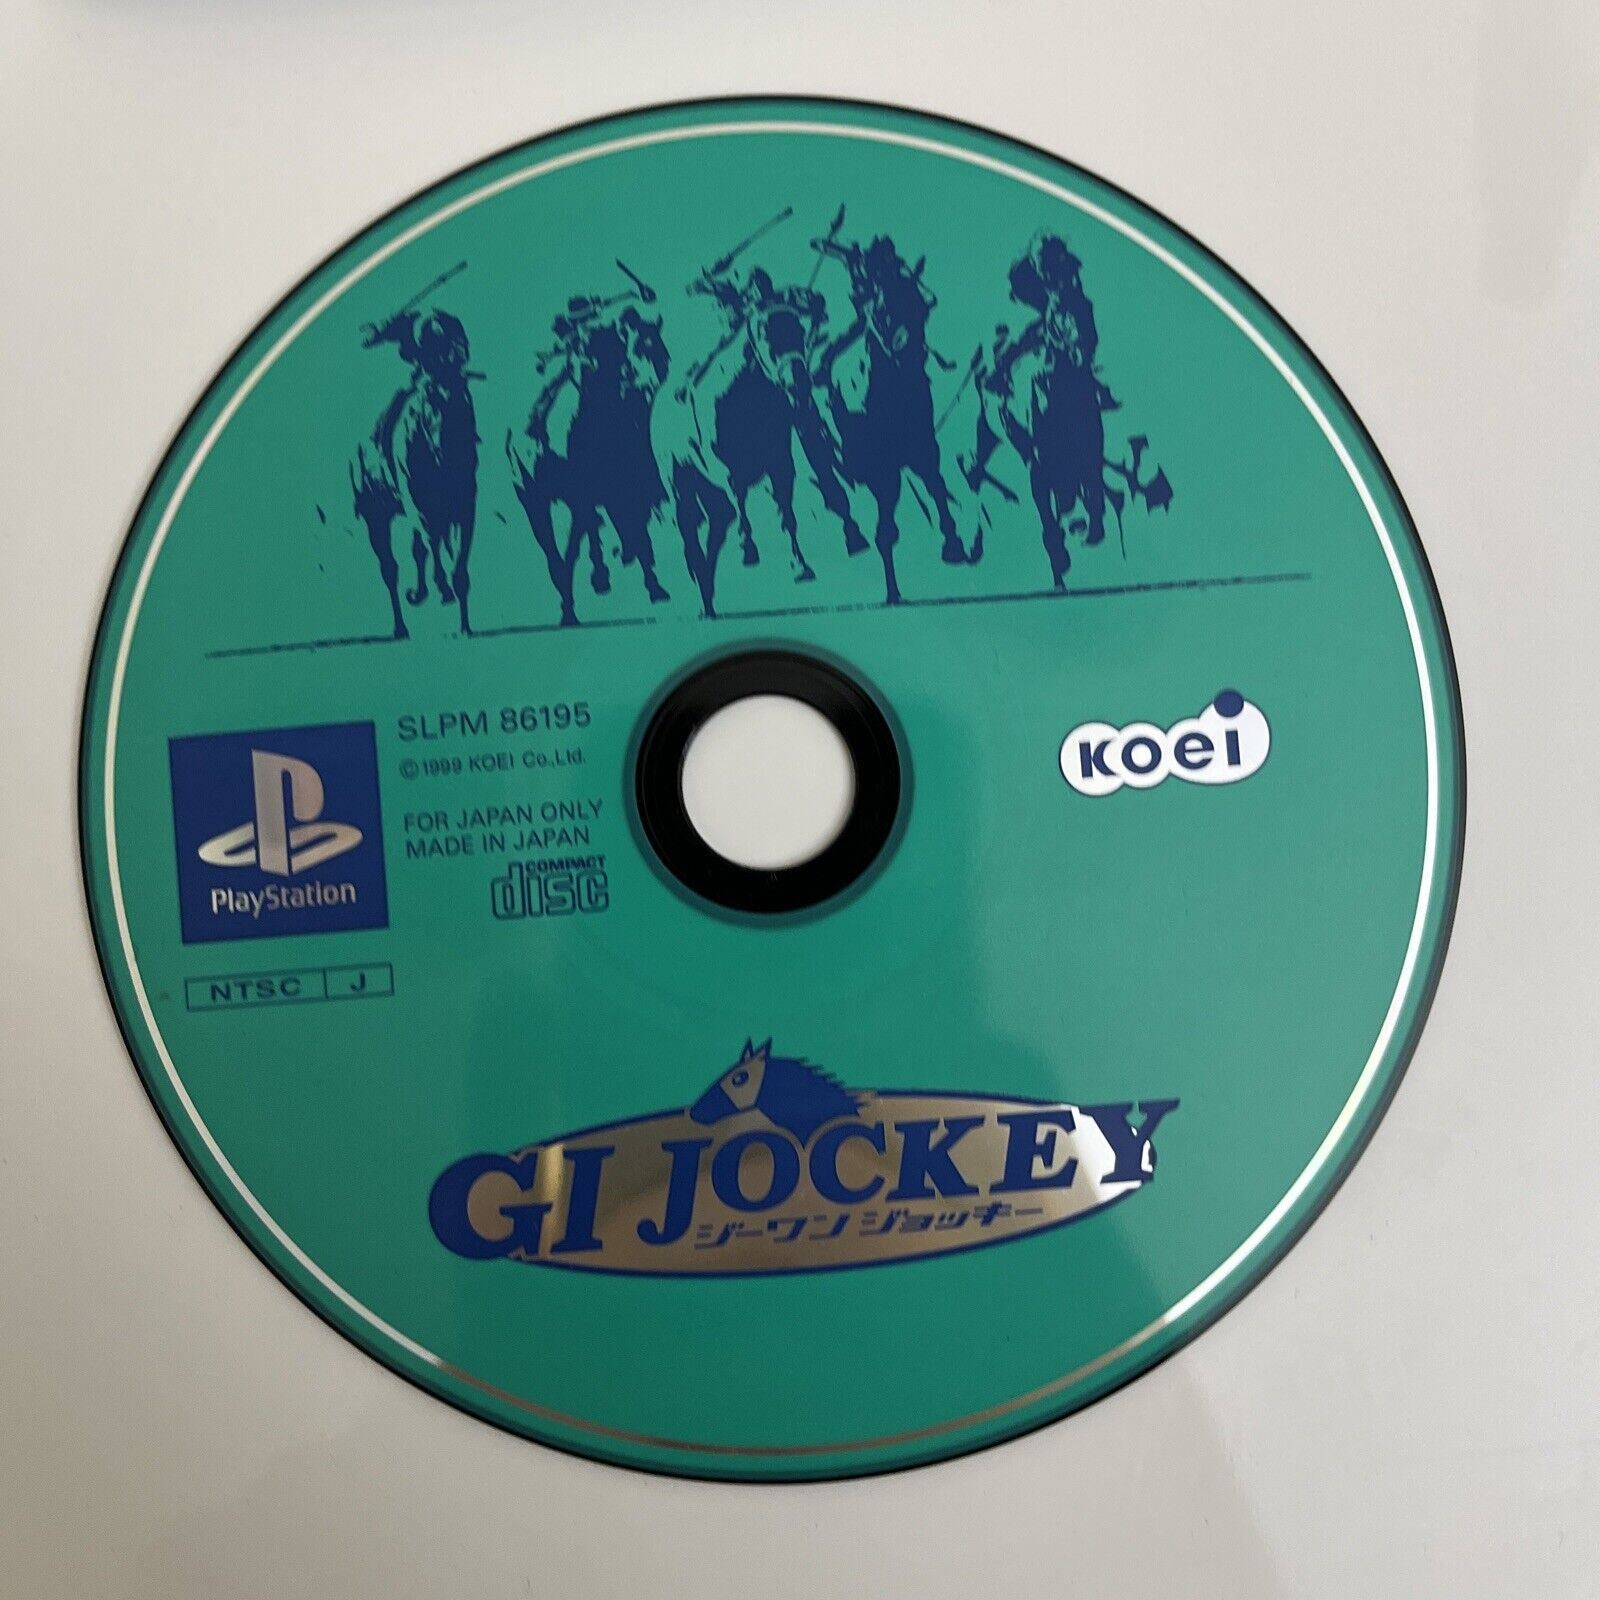 SLPM 86195
©1999 KOEI Co.,Ltd.
FOR JAPAN ONLY
MADE IN JAPAN
COMPACT
disc
PlayStation
NTSC J
KOEI
GI JOCKEY
ジーワン ジョッキー